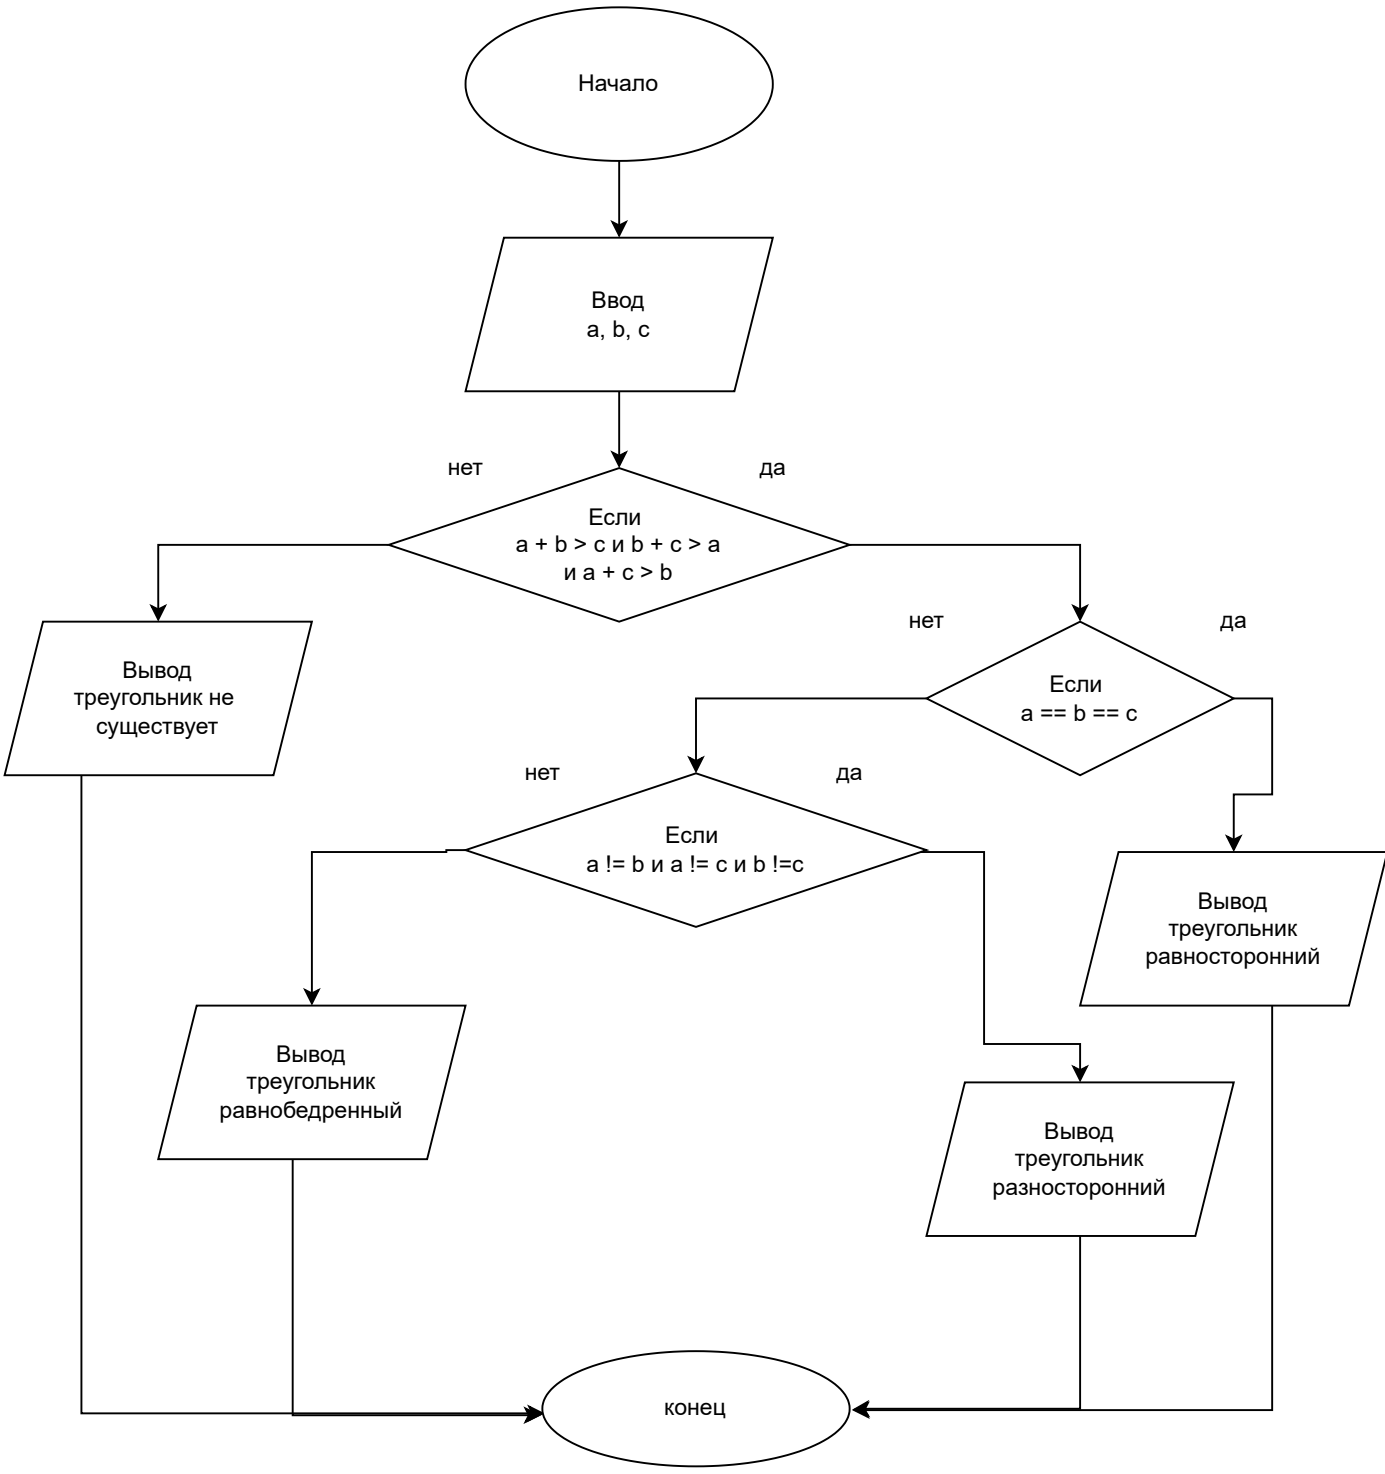 Начало
Ввод
a, b, c
нет
да
Если
a + b > c и b + c > a
и a + c > b
нет
да
Вывод
треугольник не
существует
Если
a == b == c
нет
да
Если
a != b и a != c и b !=c
Вывод
треугольник
равносторонний
Вывод
треугольник
равнобедренный
Вывод
треугольник
разносторонний
конец